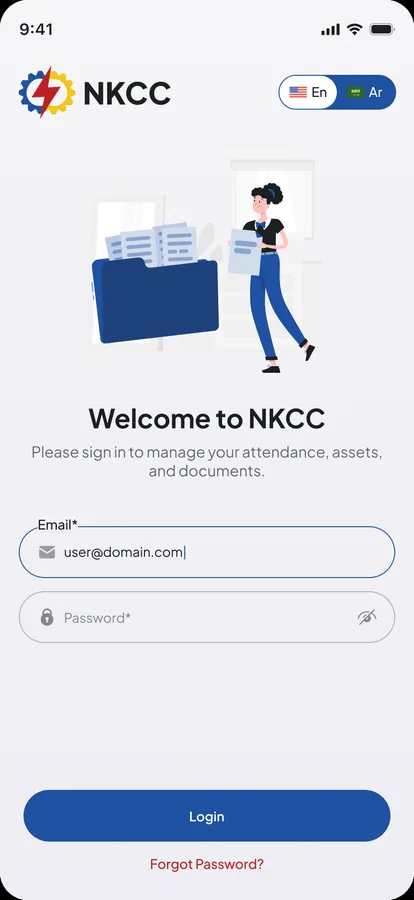 9:41
NKCC
En
Ar
Welcome to NKCC
Please sign in to manage your attendance, assets,
and documents.
Email*
user@domain.com
Password*
Login
Forgot Password?